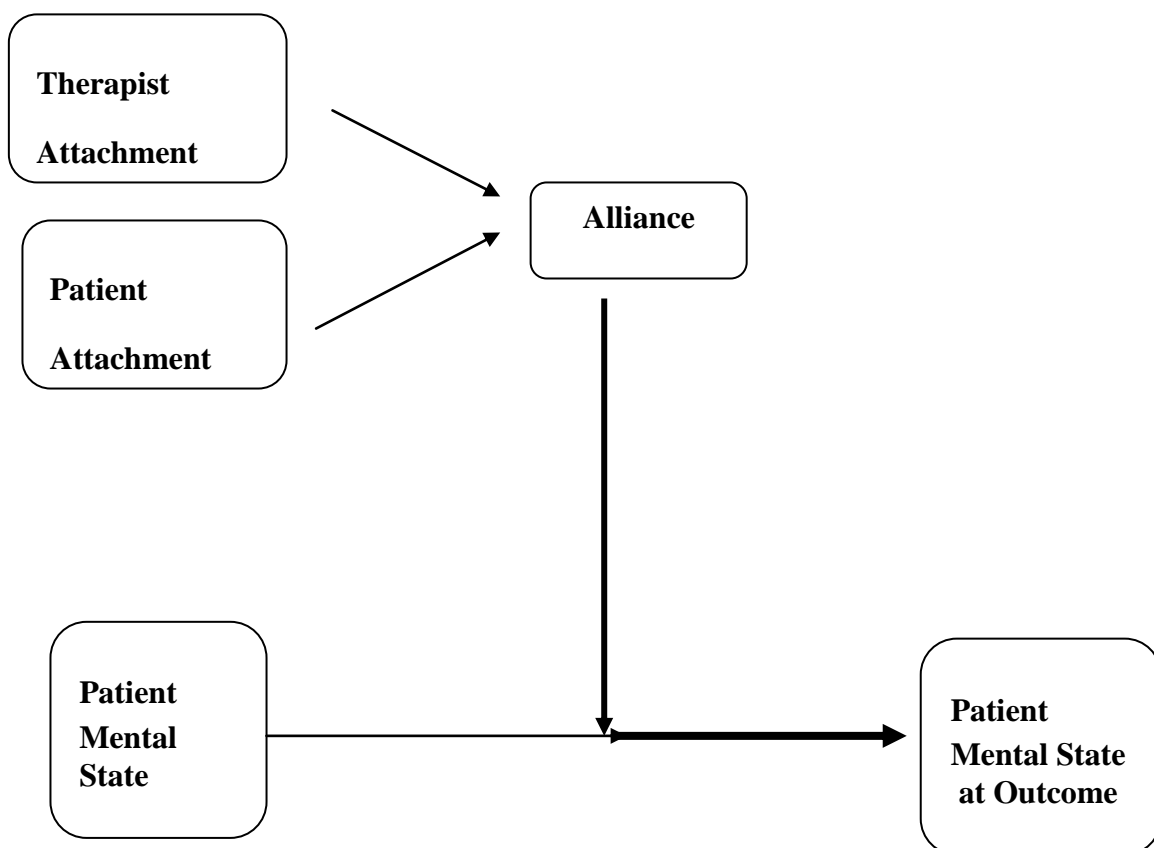 Therapist
Attachment
Alliance
Patient
Attachment
Patient
Mental
State
Patient
Mental State
at Outcome